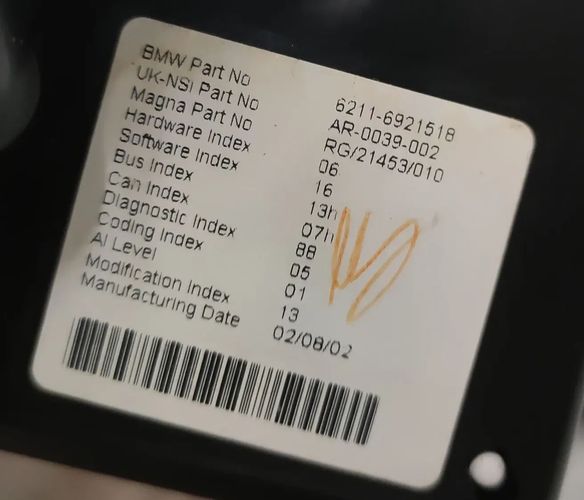 BMW Part No 6211-6921518
UK-NSi Part No AR-0039-002
Magna Part No RG/21453/010
Hardware Index 06
Software Index 16
Bus Index 13h
Can Index 07h
Diagnostic Index 88
Coding Index 05
AI Level 01
Modification Index 13
Manufacturing Date 02/08/02